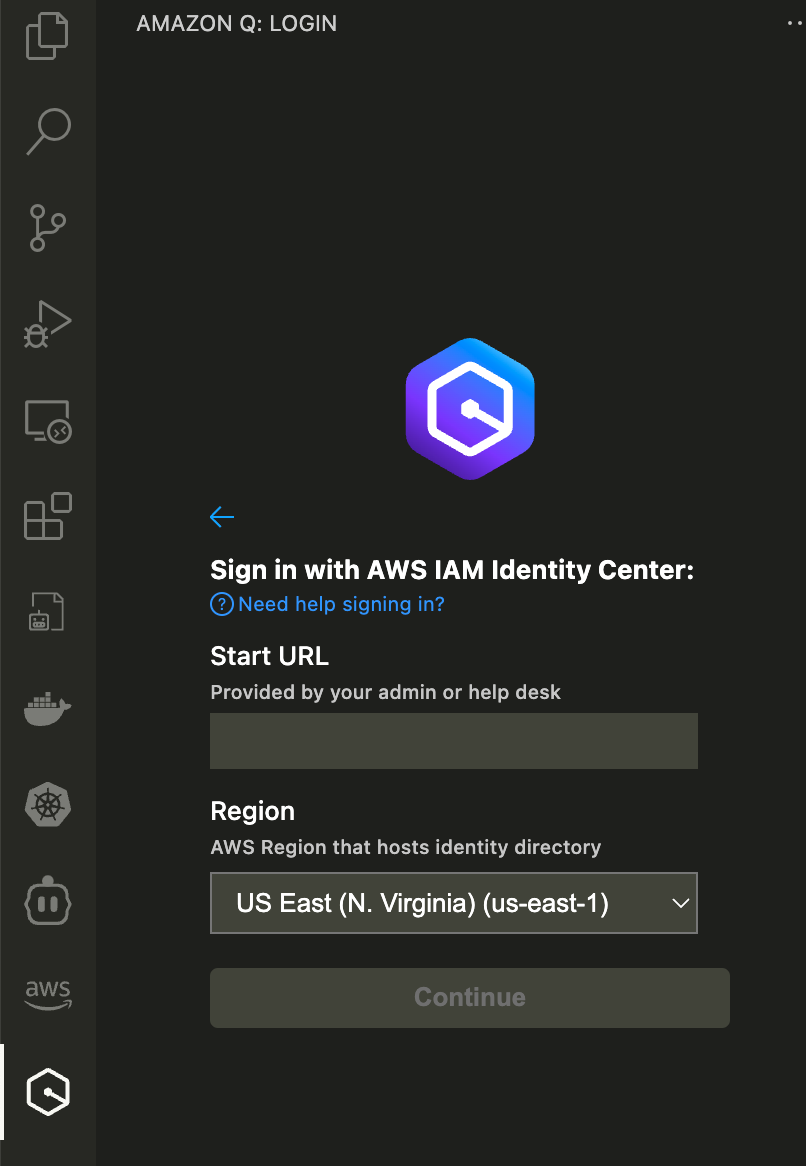 AMAZON Q: LOGIN
Sign in with AWS IAM Identity Center:
Need help signing in?
Start URL
Provided by your admin or help desk
Region
AWS Region that hosts identity directory
US East (N. Virginia) (us-east-1)
Continue
aws